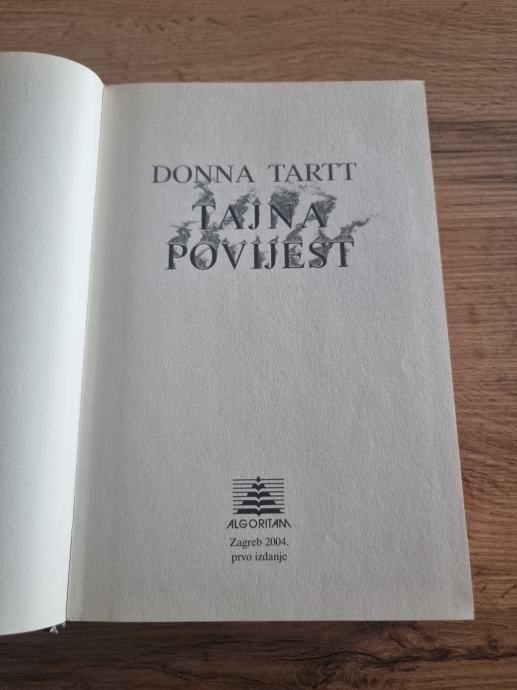 DONNA TARTT
TAJNA
POVIJEST
ALGORITAM
Zagreb 2004.
prvo izdanje